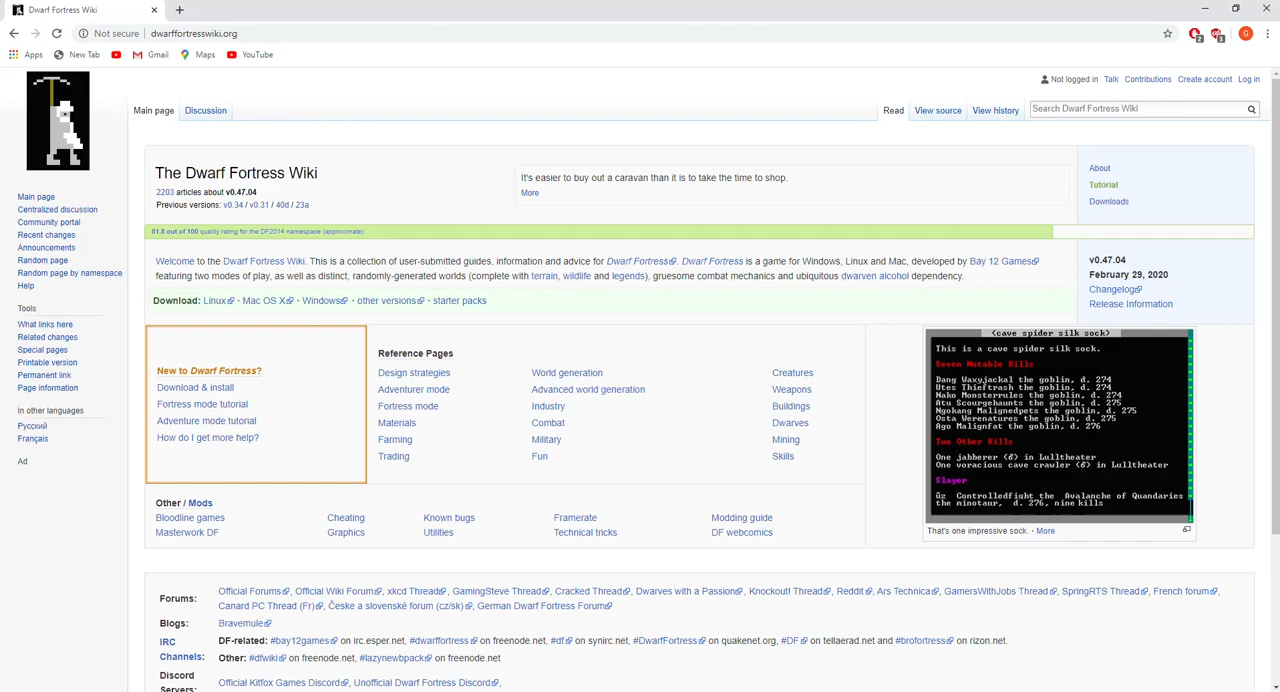 Dwarf Fortress Wiki
Not secure | dwarffortresswiki.org
G
Apps New Tab Gmail Maps YouTube
Not logged in Talk Contributions Create account Log in
Main page Discussion Read View source View history Search Dwarf Fortress Wiki
Main page
Centralized discussion
Community portal
Recent changes
Announcements
Random page
Random page by namespace
Help
Tools
What links here
Related changes
Special pages
Printable version
Permanent link
Page information
In other languages
Русский
Français
Ad
The Dwarf Fortress Wiki
2203 articles about v0.47.04
Previous versions: v0.34 / v0.31 / 40d / 23a
It's easier to buy out a caravan than it is to take the time to shop.
More
About
Tutorial
Downloads
81.8 out of 100 quality rating for the DF2014 namespace (approximate)
Welcome to the Dwarf Fortress Wiki. This is a collection of user-submitted guides, information and advice for Dwarf Fortress. Dwarf Fortress is a game for Windows, Linux and Mac, developed by Bay 12 Games
featuring two modes of play, as well as distinct, randomly-generated worlds (complete with terrain, wildlife and legends), gruesome combat mechanics and ubiquitous dwarven alcohol dependency.
Download: Linux · Mac OS X · Windows · other versions · starter packs
v0.47.04
February 29, 2020
Changelog
Release Information
New to Dwarf Fortress?
Download & install
Fortress mode tutorial
Adventure mode tutorial
How do I get more help?
Reference Pages
Design strategies World generation Creatures
Adventurer mode Advanced world generation Weapons
Fortress mode Industry Buildings
Materials Combat Dwarves
Farming Military Mining
Trading Fun Skills
Other / Mods
Bloodline games Cheating Known bugs Framerate Modding guide
Masterwork DF Graphics Utilities Technical tricks DF webcomics
<cave spider silk sock>
This is a cave spider silk sock.
Seven Notable Kills
Dang Waxyjackal the goblin, d. 274
Utes Thieftrash the goblin, d. 274
Nako Monsterrules the goblin, d. 274
Atu Scourgehaunts the goblin, d. 275
Ngokang Malignedpets the goblin, d. 275
Osta Werenatures the goblin, d. 275
Ago Malignfat the goblin, d. 276
Two Other Kills
One jabberer (♂) in Lulltheater
One voracious cave crawler (♂) in Lulltheater
Slayer
ûz Controlledfight the Avalanche of Quandaries
the minotaur, d. 276, nine kills
That's one impressive sock. · More
Forums: Official Forums, Official Wiki Forum, xkcd Thread, GamingSteve Thread, Cracked Thread, Dwarves with a Passion, Knockout! Thread, Reddit, Ars Technica, GamersWithJobs Thread, SpringRTS Thread, French forum,
Canard PC Thread (Fr), Česke a slovenské forum (cz/sk), German Dwarf Fortress Forum
Blogs: Bravemule
IRC Channels: DF-related: #bay12games on irc.esper.net, #dwarffortress on freenode.net, #df on synirc.net, #DwarfFortress on quakenet.org, #DF on tellaerad.net and #brofortress on rizon.net.
Other: #dfwiki on freenode.net, #lazynewbpack on freenode.net
Discord Servers: Official Kitfox Games Discord, Unofficial Dwarf Fortress Discord,